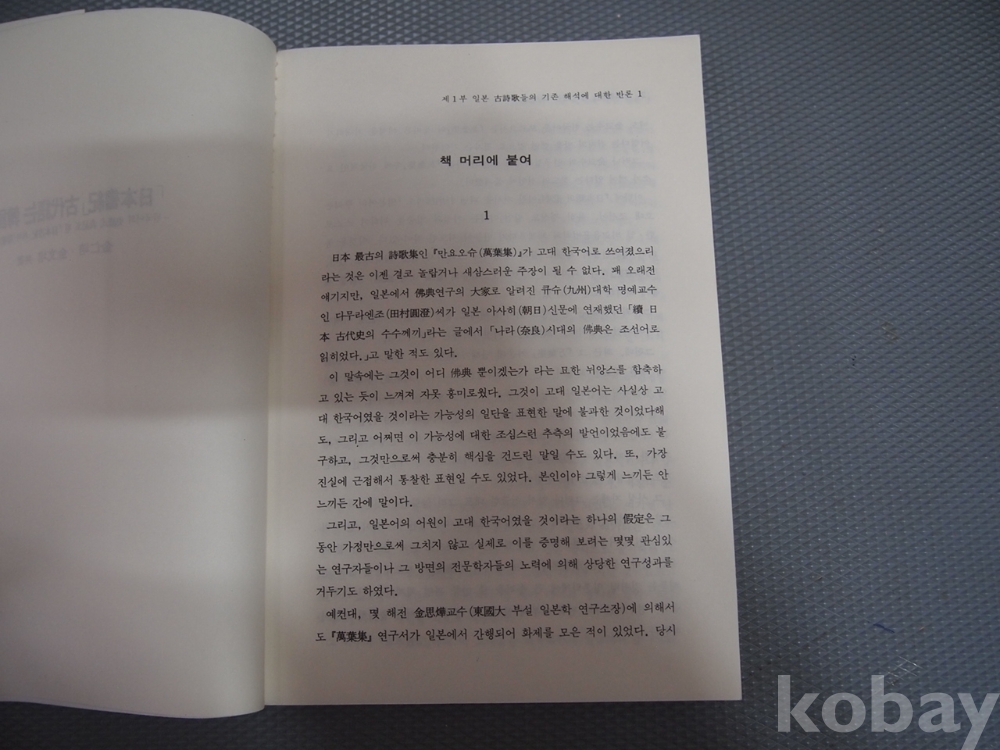 제1부 일본 古詩歌들의 기존 해석에 대한 반론 1
책 머리에 붙여
1
日本 最古의 詩歌集인 『만요오슈(萬葉集)』가 고대 한국어로 쓰여졌으리
라는 것은 이젠 결코 놀랍거나 새삼스러운 주장이 될 수 없다. 꽤 오래전
얘기지만, 일본에서 佛典연구의 大家로 알려진 큐슈(九州)대학 명예교수
인 다무라엔조(田村圓澄)씨가 일본 아사히(朝日)신문에 연재했던 「續 日
本 古代史의 수수께끼」라는 글에서 「나라(奈良)시대의 佛典은 조선어로
읽히었다.」고 말한 적도 있다.
이 말속에는 그것이 어디 佛典 뿐이겠는가 라는 묘한 뉘앙스를 함축하
고 있는 듯이 느껴져 자못 흥미로웠다. 그것이 고대 일본어는 사실상 고
대 한국어였을 것이라는 가능성의 일단을 표현한 말에 불과한 것이었다해
도, 그리고 어쩌면 이 가능성에 대한 조심스런 추측의 발언이었음에도 불
구하고, 그것만으로써 충분히 핵심을 건드린 말일 수도 있다. 또, 가장
진실에 근접해서 통찰한 표현일 수도 있었다. 본인이야 그렇게 느끼든 안
느끼든 간에 말이다.
그리고, 일본어의 어원이 고대 한국어였을 것이라는 하나의 假定은 그
동안 가정만으로써 그치지 않고 실제로 이를 증명해 보려는 몇몇 관심있
는 연구자들이나 그 방면의 전문학자들의 노력에 의해 상당한 연구성과를
거두기도 하였다.
예컨대, 몇 해전 金思燁교수(東國大 부설 일본학 연구소장)에 의해서
도 『萬葉集』 연구서가 일본에서 간행되어 화제를 모은 적이 있었다. 당시
kobay